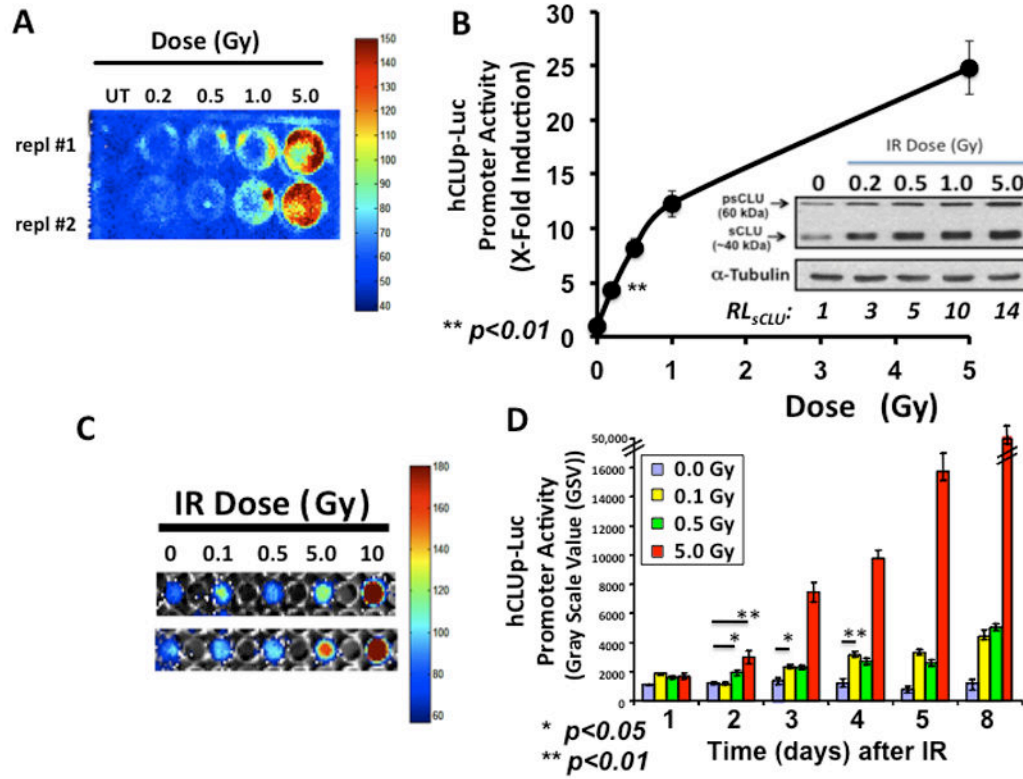 A
Dose (Gy)
UT 0.2 0.5 1.0 5.0
repl #1
repl #2
150
140
130
120
110
100
90
80
70
60
50
40
B
hCLUp-Luc
Promoter Activity
(X-Fold Induction)
30
25
20
15
10
5
0
**
** p<0.01
0 1 2 3 4 5
Dose (Gy)
IR Dose (Gy)
0 0.2 0.5 1.0 5.0
psCLU
(60 kDa)
sCLU
(~40 kDa)
α-Tubulin
RLsCLU: 1 3 5 10 14
C
IR Dose (Gy)
0 0.1 0.5 5.0 10
180
160
140
120
100
80
60
D
hCLUp-Luc
Promoter Activity
(Gray Scale Value (GSV))
50,000
16000
14000
12000
10000
8000
6000
4000
2000
0
0.0 Gy
0.1 Gy
0.5 Gy
5.0 Gy
**
*
*
**
1 2 3 4 5 8
Time (days) after IR
* p<0.05
** p<0.01